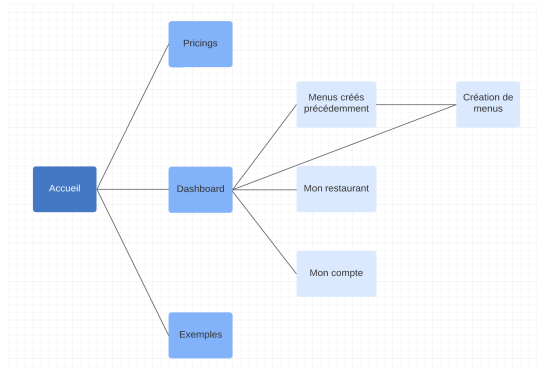 Pricings
Menus créés
précédemment
Création de
menus
Accueil
Dashboard
Mon restaurant
Mon compte
Exemples